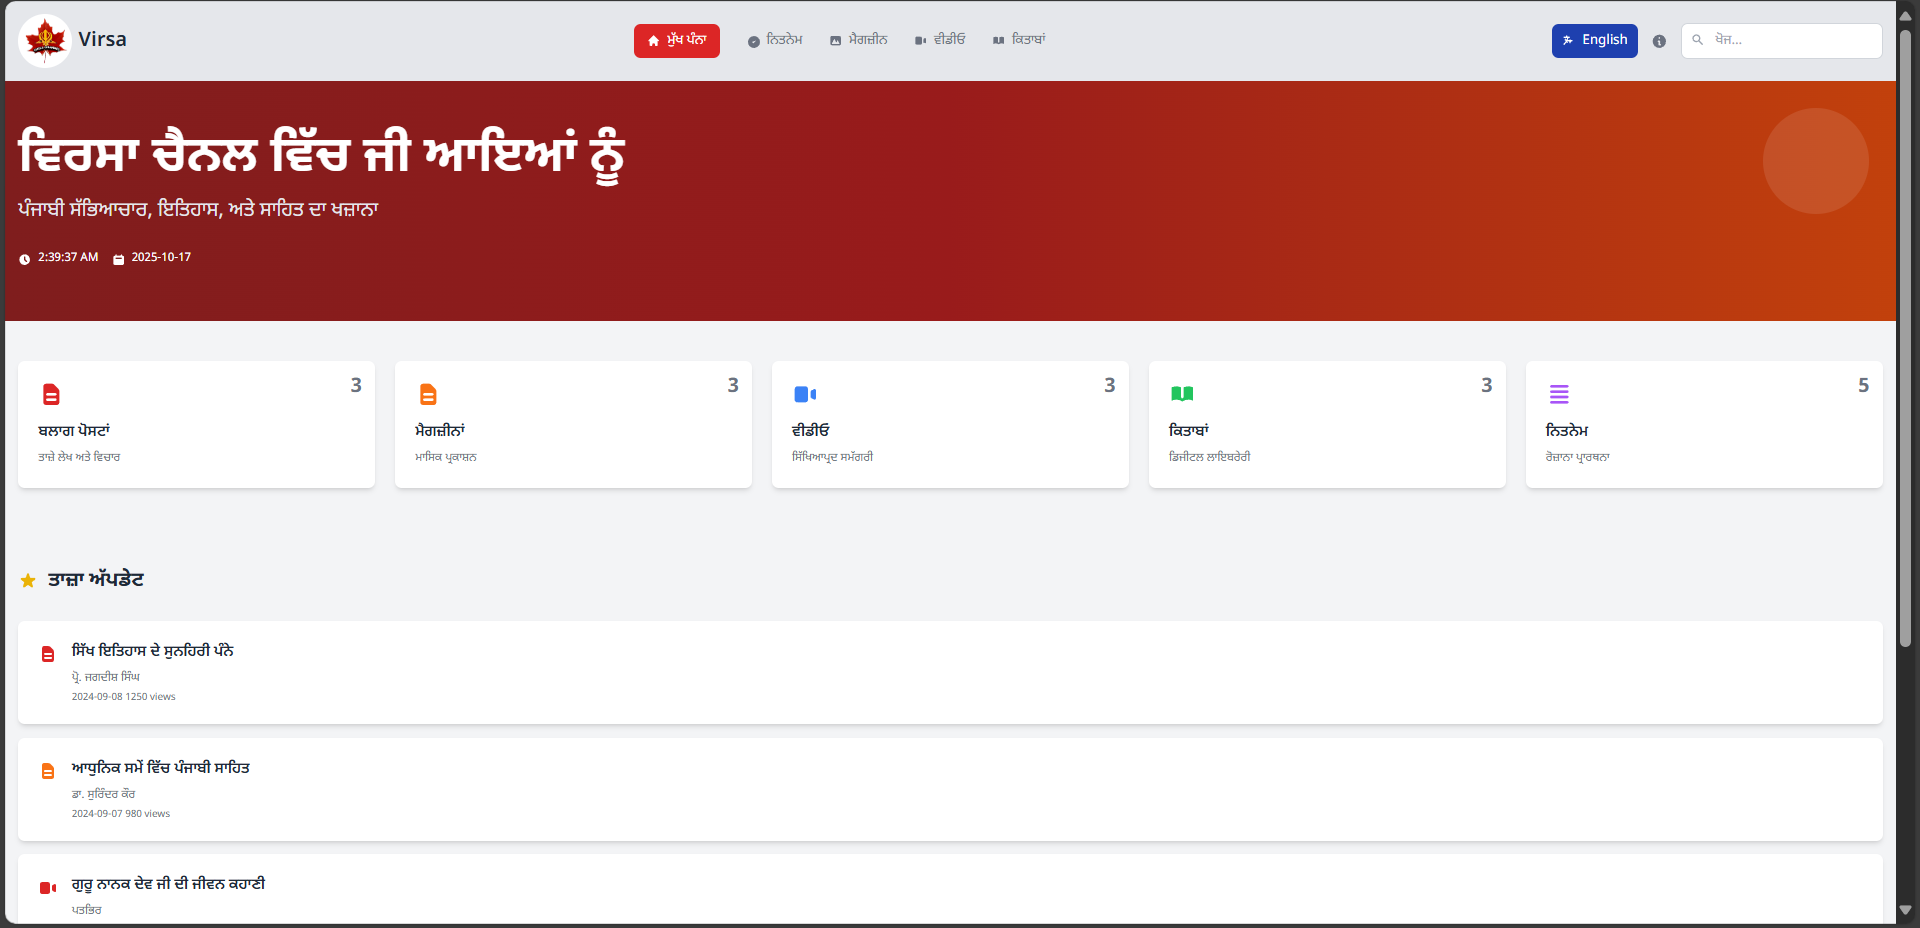 Virsa
ਮੁੱਖ ਪੰਨਾ
ਨਿਤਨੇਮ
ਮੈਗਜ਼ੀਨ
ਵੀਡੀਓ
ਕਿਤਾਬਾਂ
English
ਖੋਜ...
ਵਿਰਸਾ ਚੈਨਲ ਵਿੱਚ ਜੀ ਆਇਆਂ ਨੂੰ
ਪੰਜਾਬੀ ਸੱਭਿਆਚਾਰ, ਇਤਿਹਾਸ, ਅਤੇ ਸਾਹਿਤ ਦਾ ਖਜ਼ਾਨਾ
2:39:37 AM 2025-10-17
3
ਬਲਾਗ ਪੋਸਟਾਂ
ਤਾਜ਼ੇ ਲੇਖ ਅਤੇ ਵਿਚਾਰ
3
ਮੈਗਜ਼ੀਨਾਂ
ਮਾਸਿਕ ਪ੍ਰਕਾਸ਼ਨ
3
ਵੀਡੀਓ
ਸਿੱਖਿਆਪ੍ਰਦ ਸਮੱਗਰੀ
3
ਕਿਤਾਬਾਂ
ਡਿਜੀਟਲ ਲਾਇਬਰੇਰੀ
5
ਨਿਤਨੇਮ
ਰੋਜ਼ਾਨਾ ਪ੍ਰਾਰਥਨਾ
ਤਾਜ਼ਾ ਅੱਪਡੇਟ
ਸਿੱਖ ਇਤਿਹਾਸ ਦੇ ਸੁਨਹਿਰੀ ਪੰਨੇ
ਪ੍ਰੋ. ਜਗਦੀਸ਼ ਸਿੰਘ
2024-09-08 1250 views
ਆਧੁਨਿਕ ਸਮੇਂ ਵਿੱਚ ਪੰਜਾਬੀ ਸਾਹਿਤ
ਡਾ. ਸੁਰਿੰਦਰ ਕੌਰ
2024-09-07 980 views
ਗੁਰੂ ਨਾਨਕ ਦੇਵ ਜੀ ਦੀ ਜੀਵਨ ਕਹਾਣੀ
ਪਤਭਿਰ